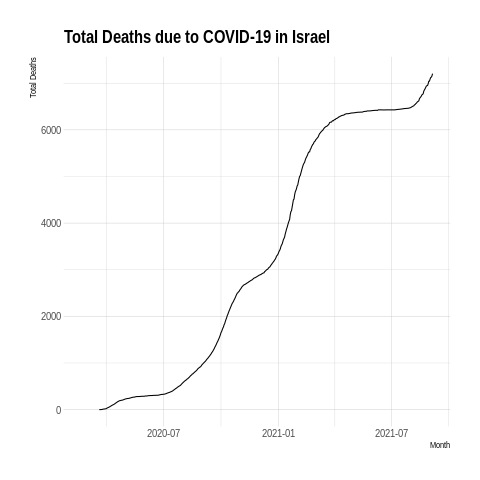 Total Deaths due to COVID-19 in Israel
Total Deaths
6000
4000
2000
0
2020-07 2021-01 2021-07
Month